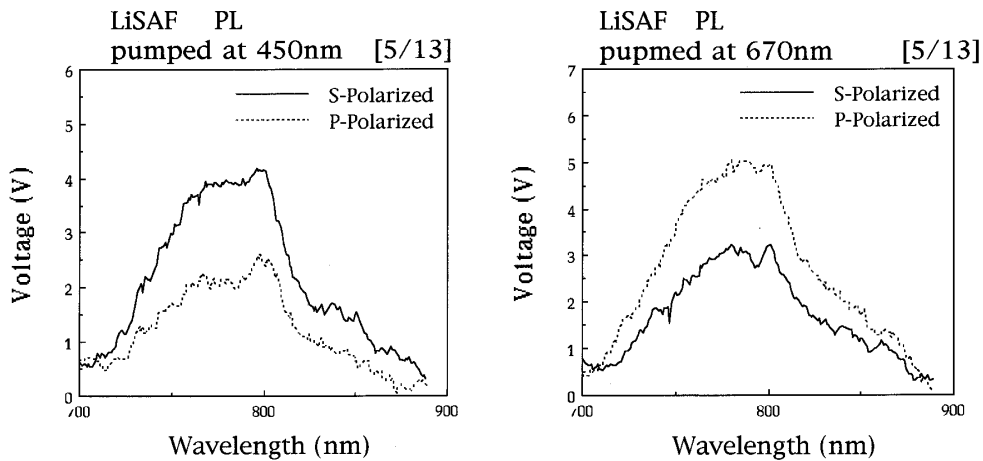 LiSAF PL
pumped at 450nm [5/13]
6
5
4
3
2
1
0
S-Polarized
P-Polarized
Voltage (V)
700 800 900
Wavelength (nm)
LiSAF PL
pupmed at 670nm [5/13]
7
6
5
4
3
2
1
0
S-Polarized
P-Polarized
Voltage (V)
700 800 900
Wavelength (nm)